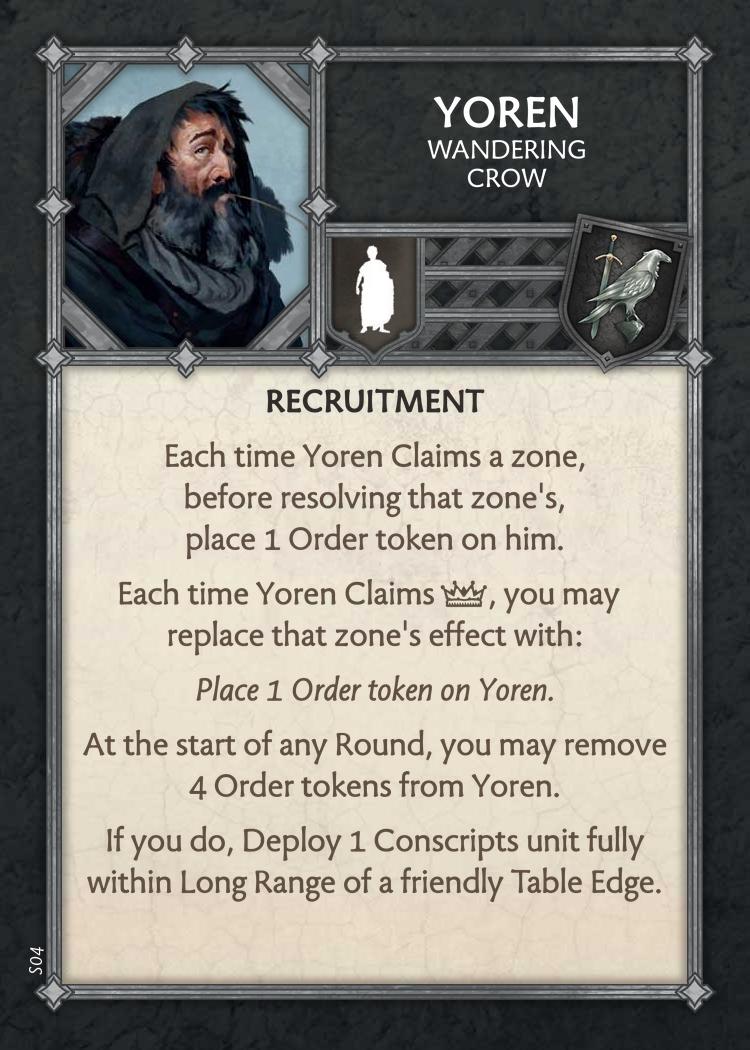 YOREN
WANDERING
CROW
RECRUITMENT
Each time Yoren Claims a zone,
before resolving that zone's,
place 1 Order token on him.
Each time Yoren Claims , you may
replace that zone's effect with:
Place 1 Order token on Yoren.
At the start of any Round, you may remove
4 Order tokens from Yoren.
If you do, Deploy 1 Conscripts unit fully
within Long Range of a friendly Table Edge.
S04